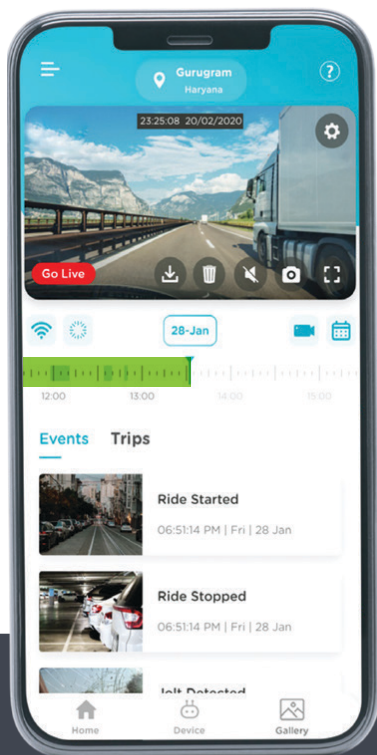 Gurugram
Haryana
?
23:25:08 20/02/2020
Go Live
28-Jan
12:00 13:00 14:00 15:00
Events Trips
Ride Started
06:51:14 PM | Fri | 28 Jan
Ride Stopped
06:51:14 PM | Fri | 28 Jan
Jolt Detected
Home Device Gallery